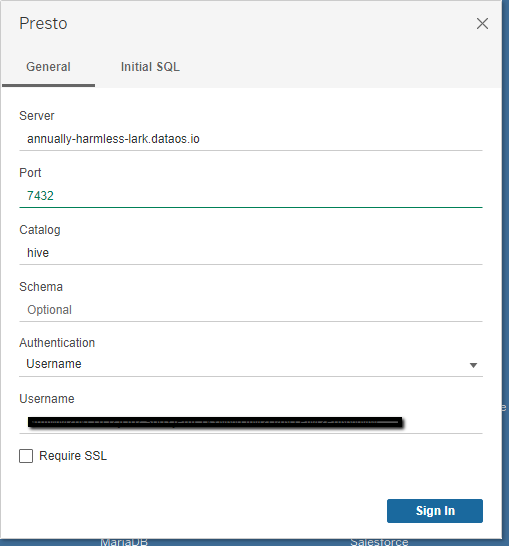 Presto
General Initial SQL
Server
annually-harmless-lark.dataos.io
Port
7432
Catalog
hive
Schema
Optional
Authentication
Username
Username
Require SSL
Sign In
MariaDB Salesforce